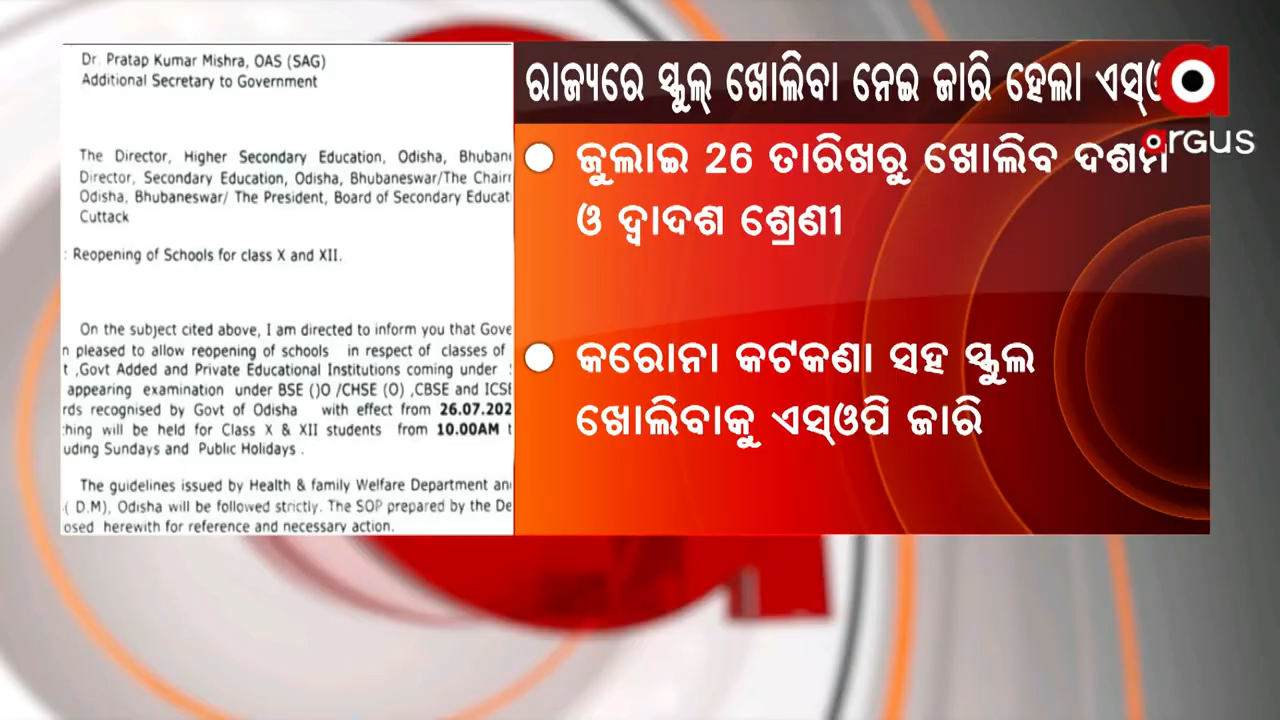 Dr. Pratap Kumar Mishra, OAS (SAG)
Additional Secretary to Government
The Director, Higher Secondary Education, Odisha,
Director, Secondary Education, Odisha, Bhubaneswar/The
Odisha, Bhubaneswar/ The President, Board of Secondary
Cuttack
: Reopening of Schools for class X and XII.
On the subject cited above, I am directed to inform you that
pleased to allow reopening of schools in respect of classes of
,Govt Added and Private Educational Institutions coming under
appearing examination under BSE ()O /CHSE (O) ,CBSE and
recognised by Govt of Odisha with effect from 26.07.202
will be held for Class X & XII students from 10.00AM
Sundays and Public Holidays .
The guidelines issued by Health & family Welfare Department
( D.M), Odisha will be followed strictly. The SOP prepared by the
herewith for reference and necessary action.
ରାଜ୍ୟରେ ସ୍କୁଲ୍ ଖୋଲିବା ନେଇ ଜାରି ହେଲା
ଜୁଲାଇ 26 ତାରିଖରୁ ଖୋଲିବ ଦଶମ
ଓ ଦ୍ୱାଦଶ ଶ୍ରେଣୀ
କରୋନା କଟକଣା ସହ ସ୍କୁଲ
ଖୋଲିବାକୁ ଏସ୍ଓପି ଜାରି
argus